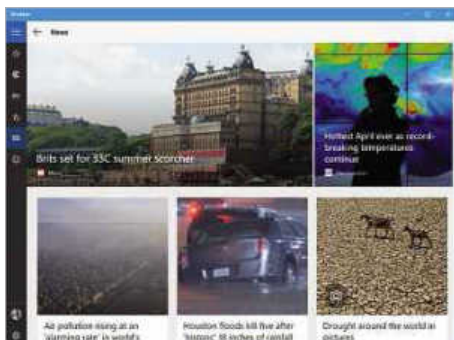 News
Brits set for 33C summer scorcher
Hottest April ever as record-
breaking temperatures
continue
Air pollution rising at an
'alarming rate' in world's
Houston floods kill five after
'historic' 18 inches of rainfall
Drought around the world in
pictures